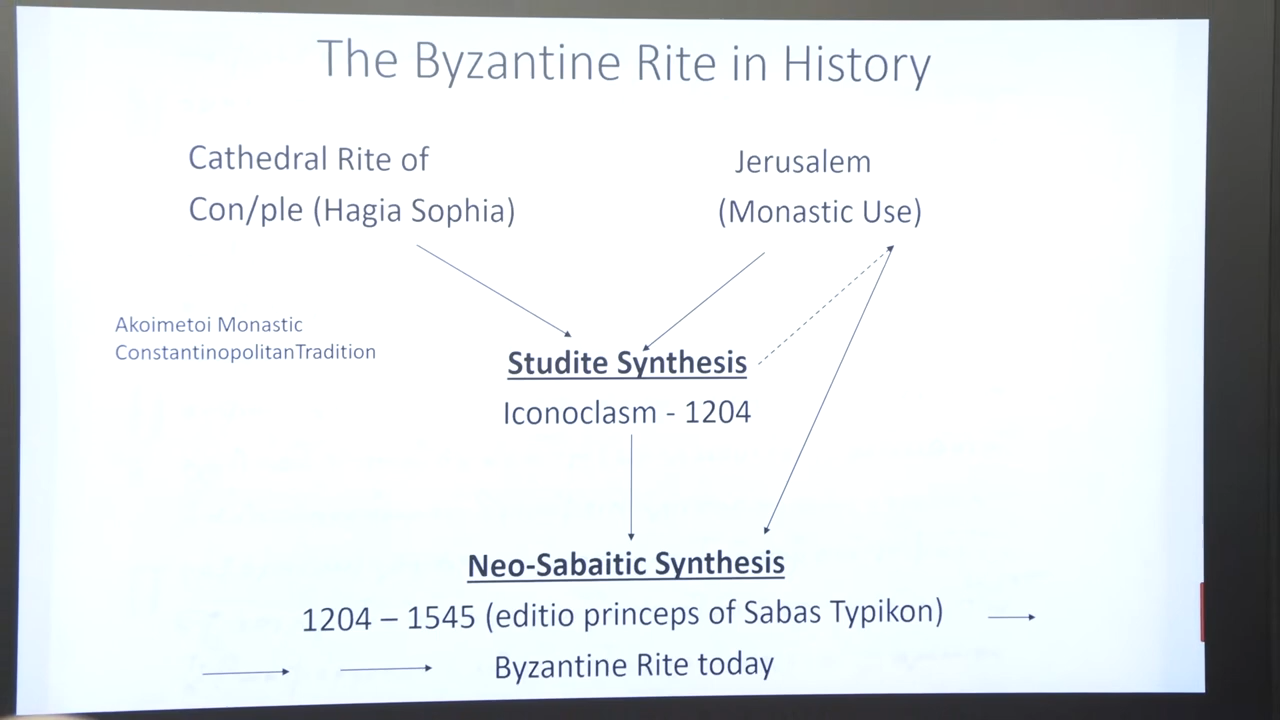 The Byzantine Rite in History
Cathedral Rite of
Con/ple (Hagia Sophia)
Jerusalem
(Monastic Use)
Akoimetoi Monastic
ConstantinopolitanTradition
Studite Synthesis
Iconoclasm - 1204
Neo-Sabaitic Synthesis
1204 – 1545 (editio princeps of Sabas Typikon)
Byzantine Rite today